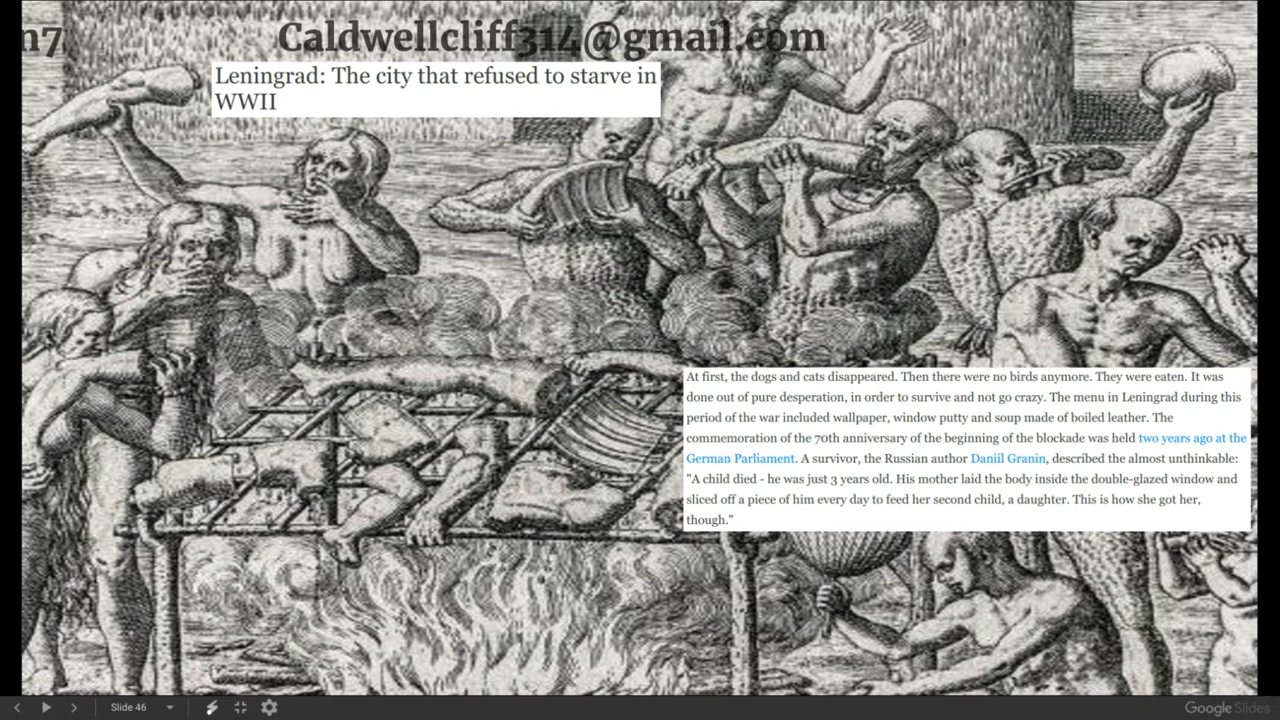 n7
Caldwellcliff314@gmail.com
Leningrad: The city that refused to starve in
WWII
At first, the dogs and cats disappeared. Then there were no birds anymore. They were eaten. It was
done out of pure desperation, in order to survive and not go crazy. The menu in Leningrad during this
period of the war included wallpaper, window putty and soup made of boiled leather. The
commemoration of the 70th anniversary of the beginning of the blockade was held two years ago at the
German Parliament. A survivor, the Russian author Daniil Granin, described the almost unthinkable:
"A child died - he was just 3 years old. His mother laid the body inside the double-glazed window and
sliced off a piece of him every day to feed her second child, a daughter. This is how she got her,
though."
Slide 46
Google Slides